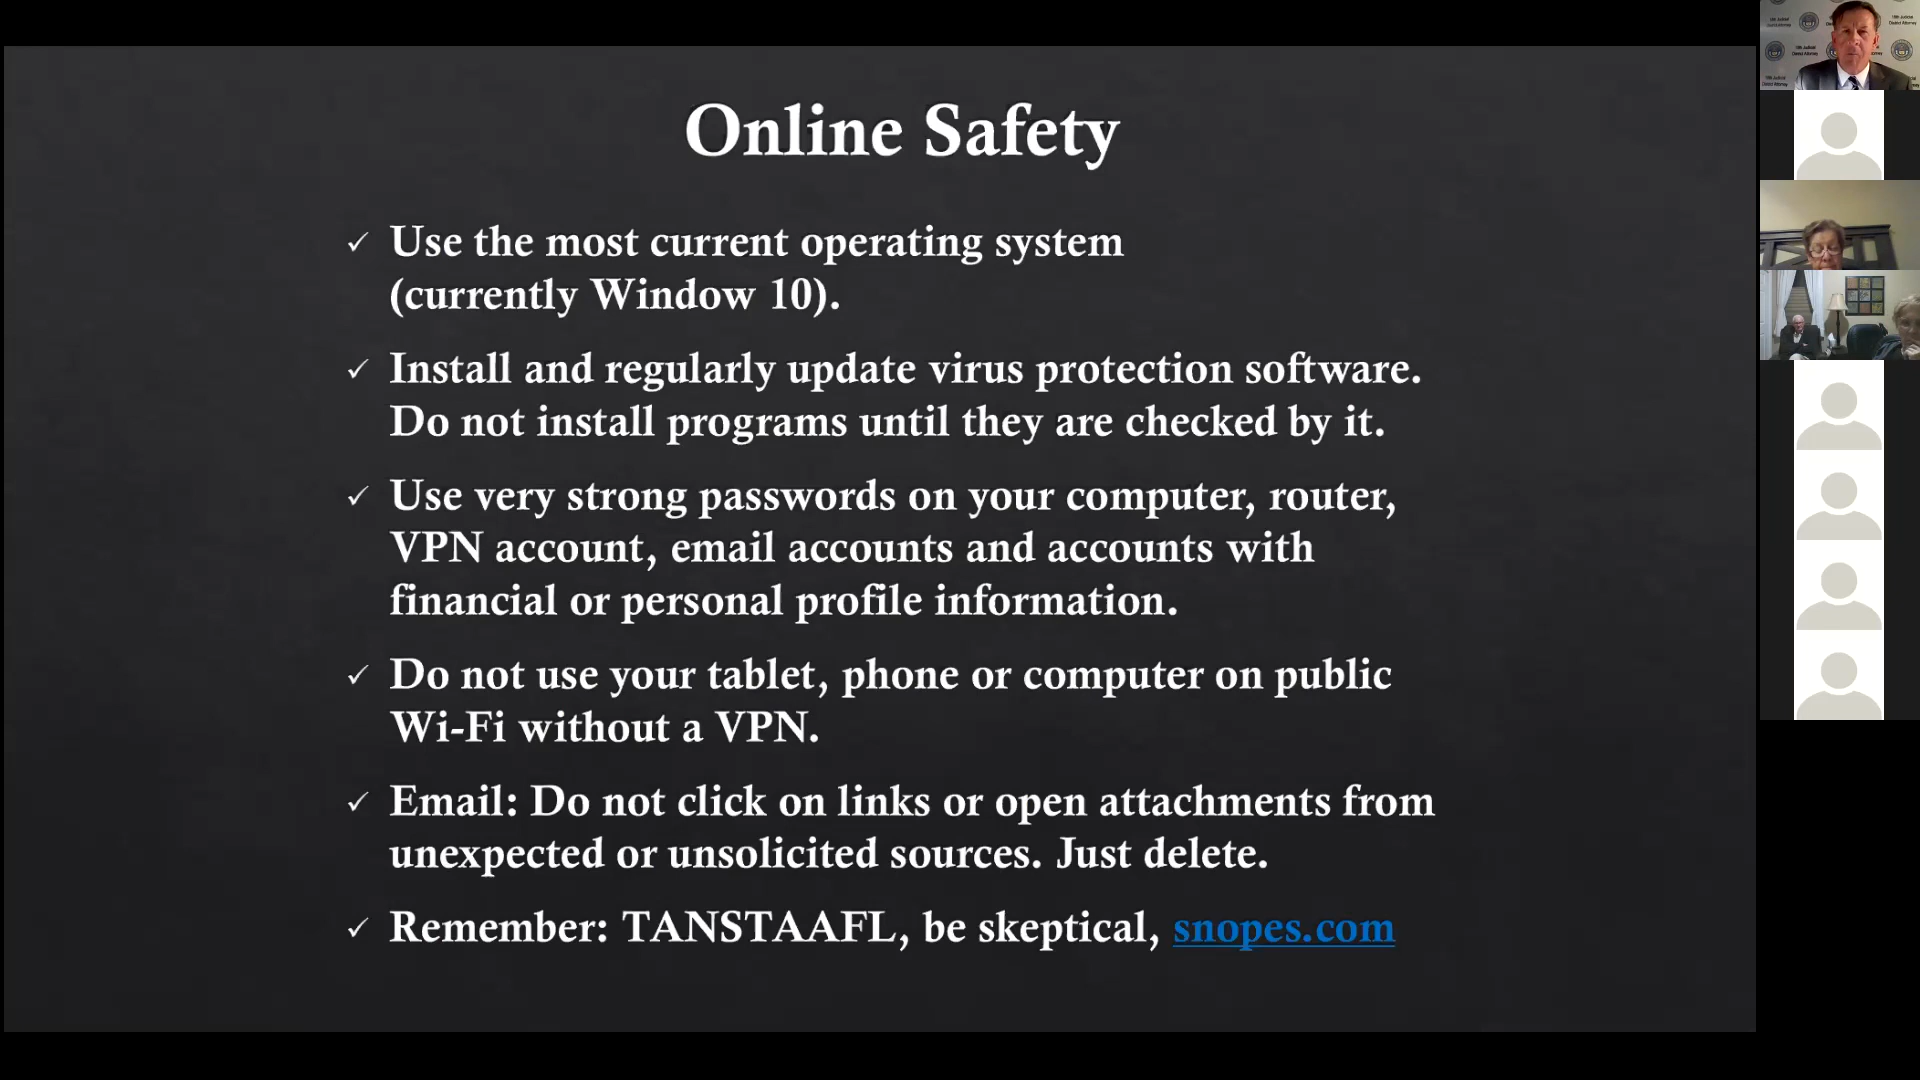 Online Safety
✓ Use the most current operating system
(currently Window 10).
✓ Install and regularly update virus protection software.
Do not install programs until they are checked by it.
✓ Use very strong passwords on your computer, router,
VPN account, email accounts and accounts with
financial or personal profile information.
✓ Do not use your tablet, phone or computer on public
Wi-Fi without a VPN.
✓ Email: Do not click on links or open attachments from
unexpected or unsolicited sources. Just delete.
✓ Remember: TANSTAAFL, be skeptical, snopes.com
18th Judicial
District Attorney